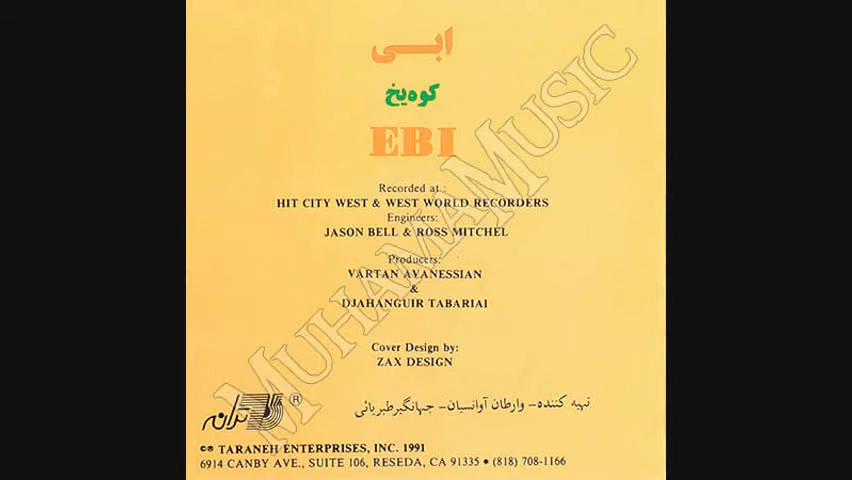 ابی
کوه یخ
EBI
Recorded at :
HIT CITY WEST & WEST WORLD RECORDERS
Engineers:
JASON BELL & ROSS MITCHEL
Producers:
VARTAN AVANESSIAN
&
DJAHANGUIR TABARIAI
Cover Design by:
ZAX DESIGN
تهیه کننده- وارطان آوانسیان- جهانگیر طبریائی
ترانه ®
©℗ TARANEH ENTERPRISES, INC. 1991
6914 CANBY AVE., SUITE 106, RESEDA, CA 91335 • (818) 708-1166
MUHAMAMUSIC